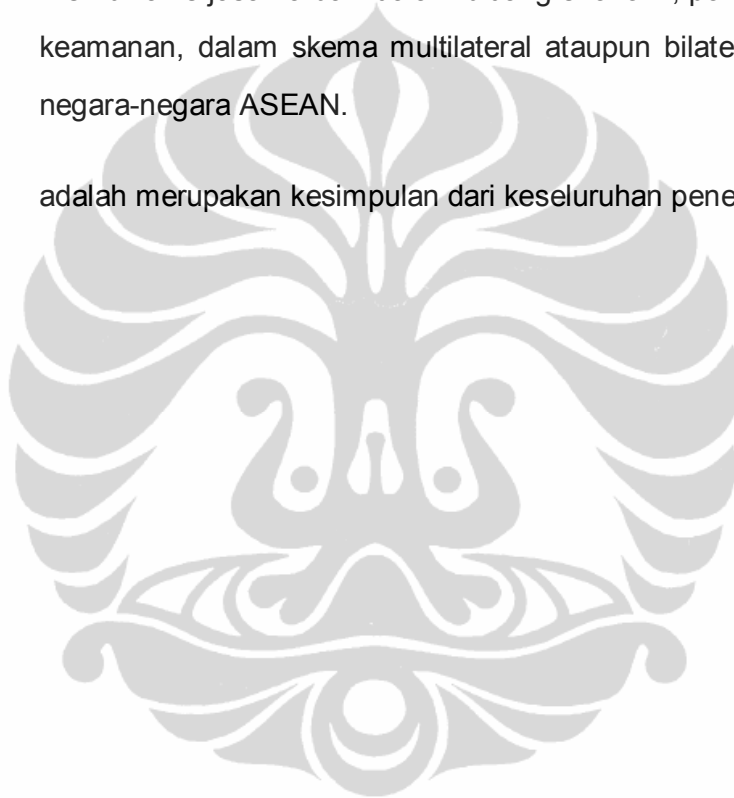 keamanan, dalam skema multilateral ataupun bilate
negara-negara ASEAN.
adalah merupakan kesimpulan dari keseluruhan pene